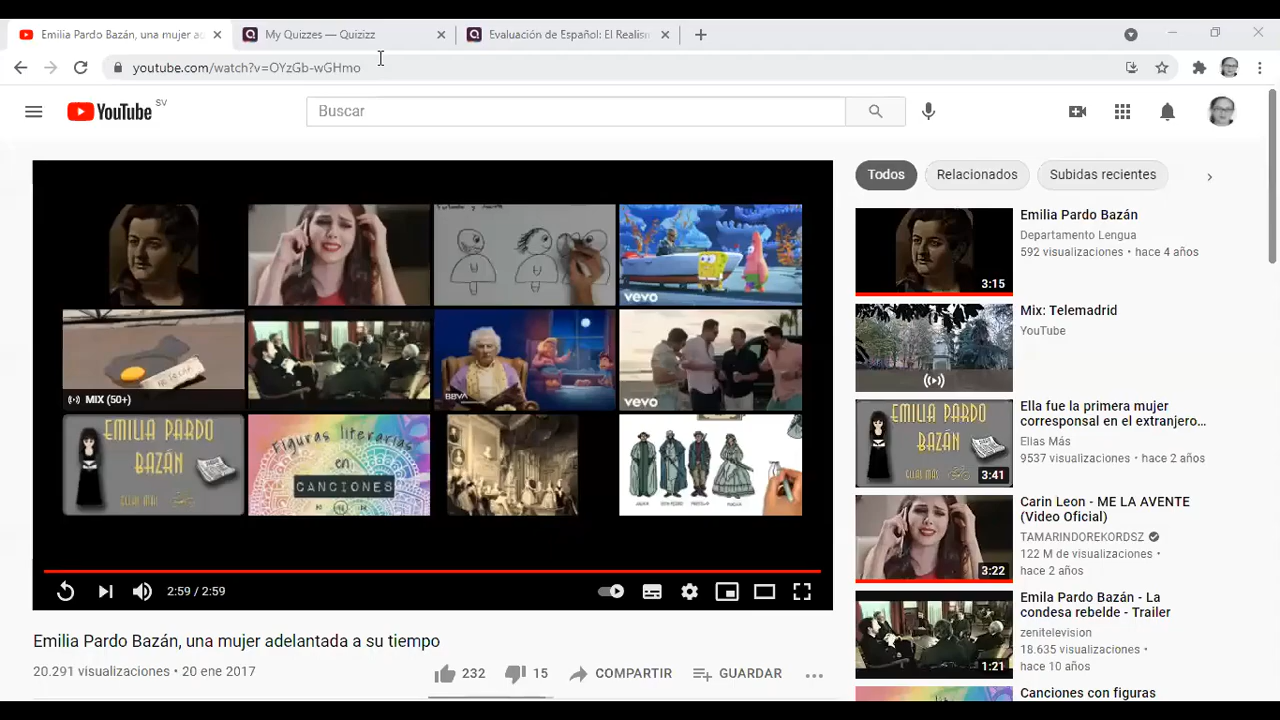 Emilia Pardo Bazán, una mujer ad
My Quizzes — Quizizz
Evaluación de Español: El Realism
youtube.com/watch?v=OYzGb-wGHmo
YouTube SV
Buscar
Todos
Relacionados
Subidas recientes
vevo
MIX (50+)
BBVA
vevo
EMILIA PARDO
BAZÁN
ELLAS MÁS
Figuras literarias
en
CANCIONES
2:59 / 2:59
Emilia Pardo Bazán, una mujer adelantada a su tiempo
20.291 visualizaciones • 20 ene 2017
232
15
COMPARTIR
GUARDAR
Emilia Pardo Bazán
Departamento Lengua
592 visualizaciones • hace 4 años
3:15
Mix: Telemadrid
YouTube
EMILIA PARDO
BAZÁN
ELLAS MÁS
3:41
Ella fue la primera mujer
corresponsal en el extranjero...
Elias Más
9537 visualizaciones • hace 2 años
Carin Leon - ME LA AVENTE
(Video Oficial)
TAMARINDOREKORDSZ
122 M de visualizaciones •
hace 2 años
3:22
Emila Pardo Bazán - La
condesa rebelde - Trailer
zenitelevision
18.635 visualizaciones •
hace 10 años
1:21
Canciones con figuras